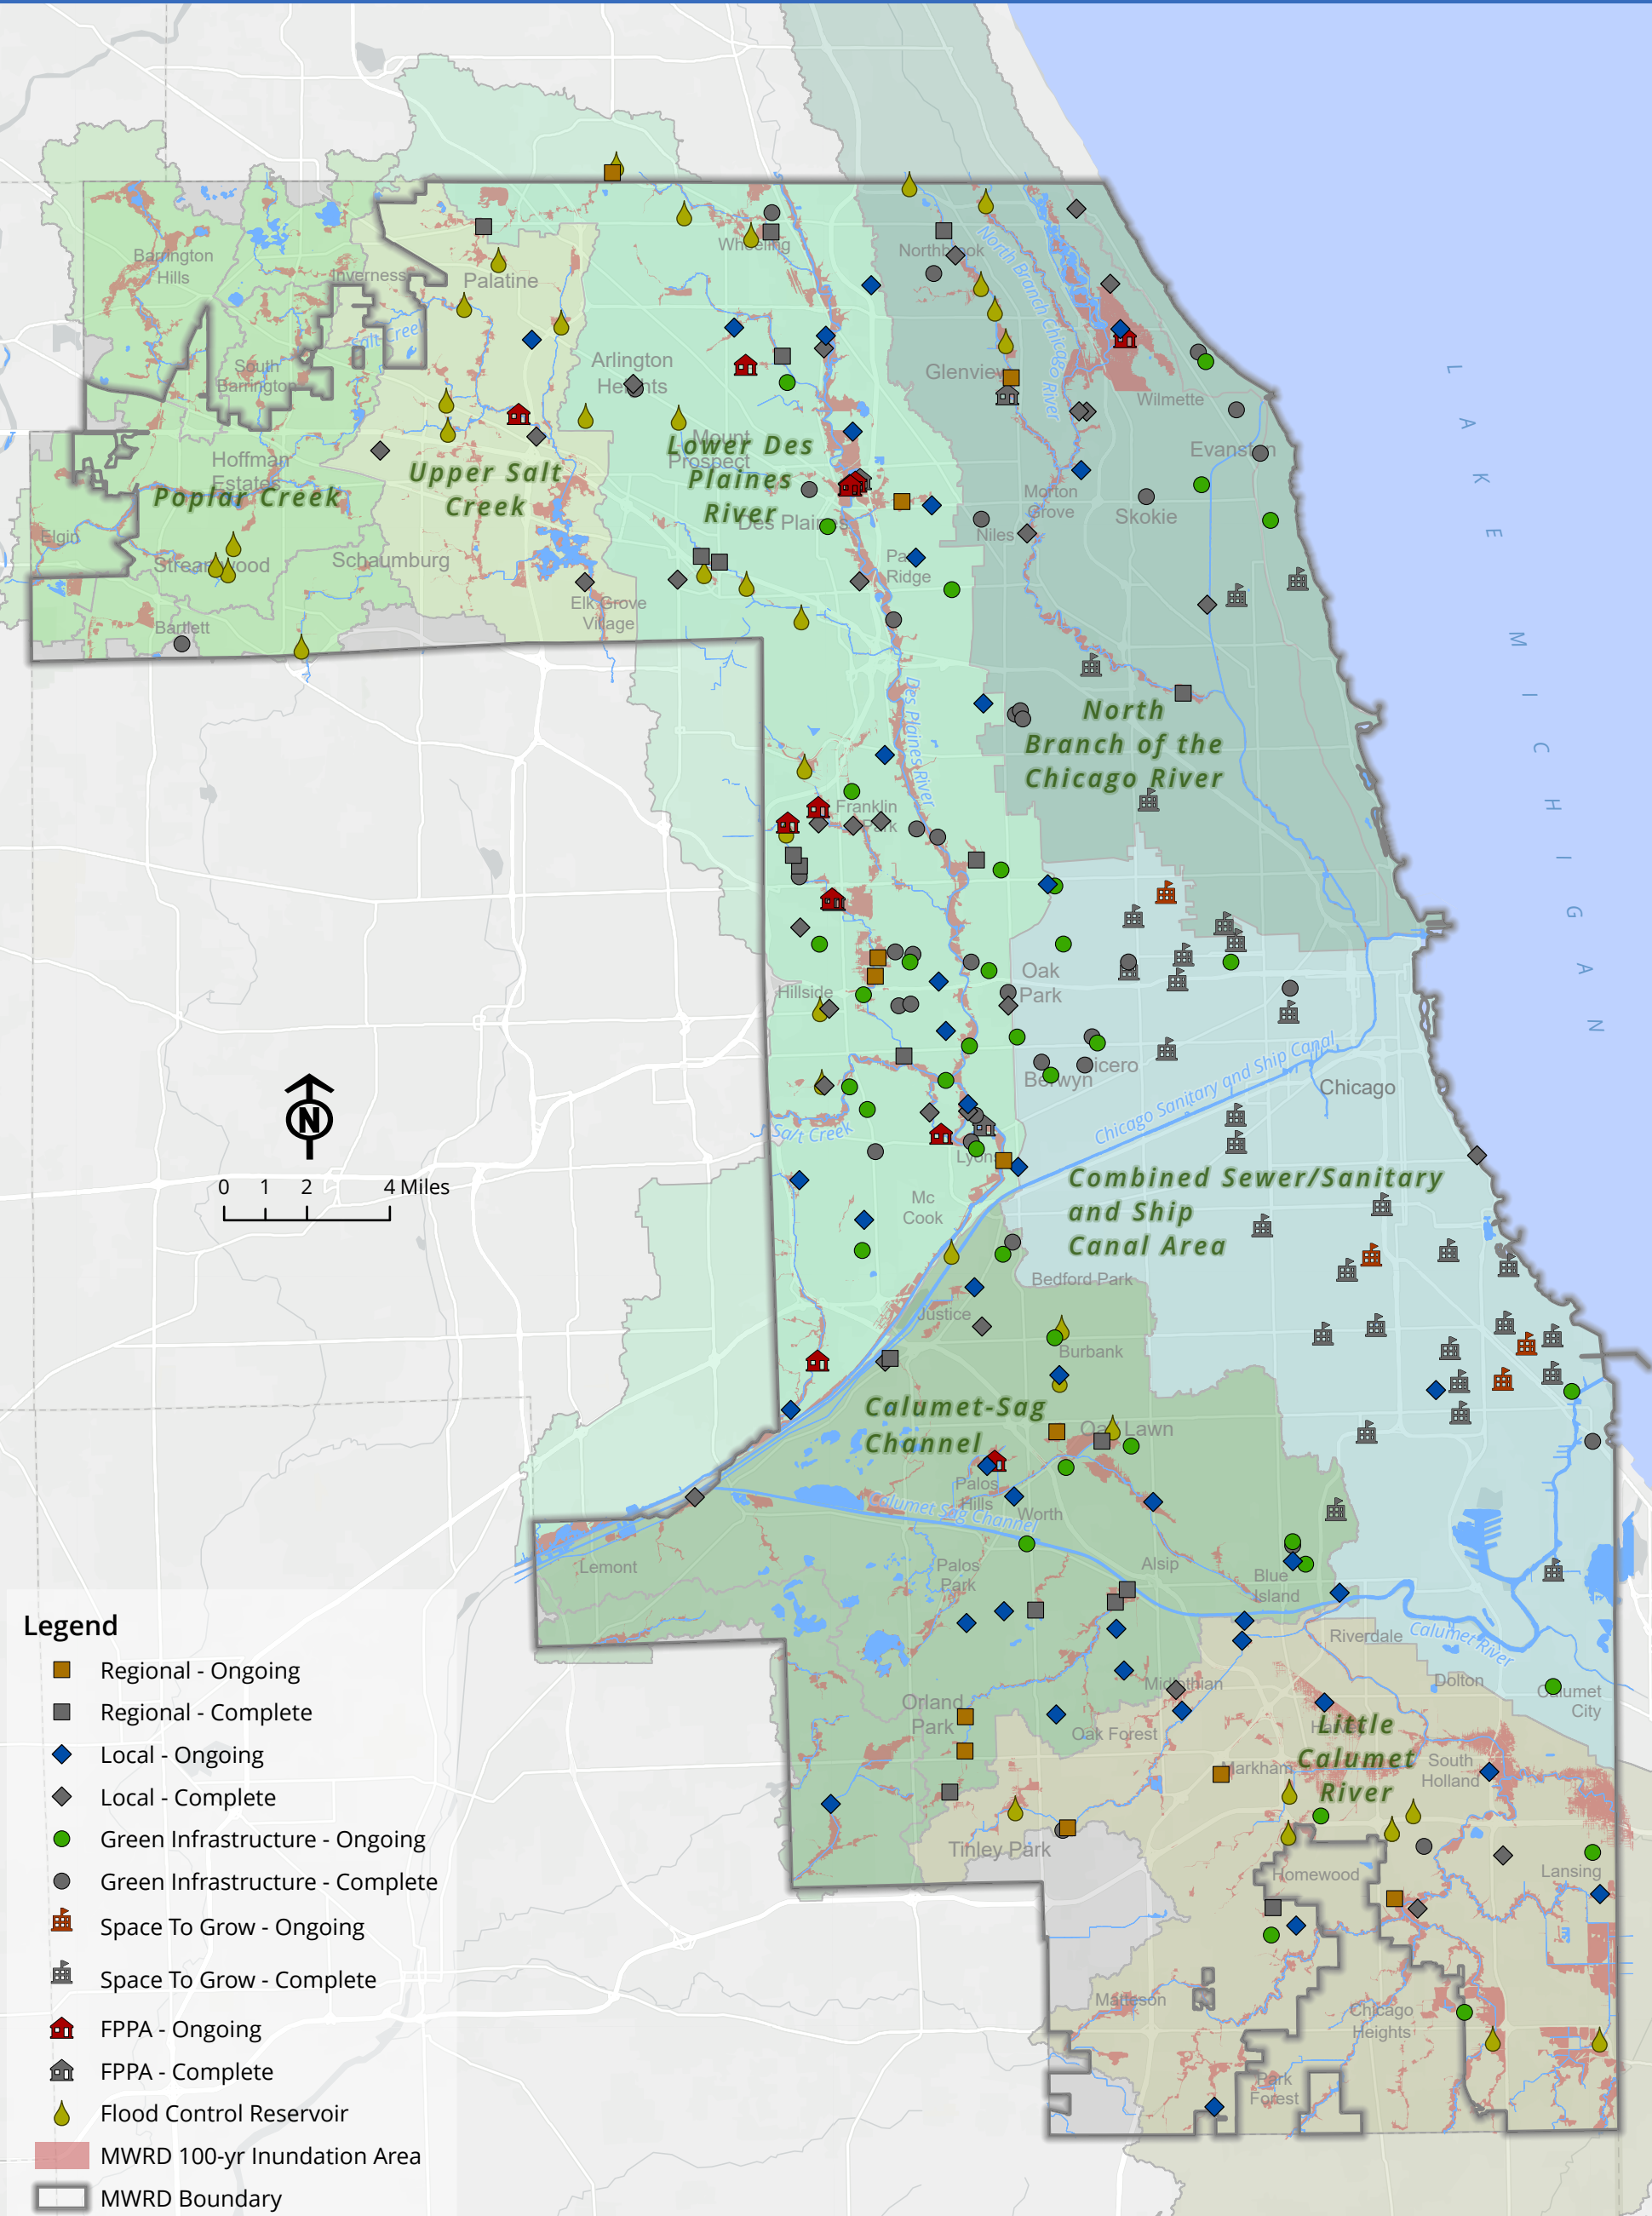 Barrington
Hills
Inverness
Palatine
Wheeling
Northbrook
North Branch Chicago River
Salt Creek
South
Barrington
Arlington
Heights
Glenview
Wilmette
LAKE MICHIGAN
Hoffman
Estates
Poplar Creek
Upper Salt
Creek
Mount
Prospect
Lower Des
Plaines
River
Des Plaines
Evanston
Morton
Grove
Skokie
Niles
Elgin
Streamwood
Schaumburg
Park
Ridge
Elk Grove
Village
Bartlett
Des Plaines River
North
Branch of the
Chicago River
Franklin
Park
Oak
Park
Hillside
Cicero
Berwyn
Chicago Sanitary and Ship Canal
Chicago
Salt Creek
Lyons
N
0 1 2 4 Miles
Mc
Cook
Combined Sewer/Sanitary
and Ship
Canal Area
Bedford Park
Justice
Burbank
Calumet-Sag
Channel
Oak Lawn
Palos
Hills
Worth
Calumet Sag Channel
Lemont
Palos
Park
Alsip
Blue
Island
Riverdale
Calumet River
Dolton
Calumet
City
Midlothian
Orland
Park
Oak Forest
Harvey
Little
Calumet
River
Markham
South
Holland
Tinley Park
Homewood
Lansing
Matteson
Chicago
Heights
Park
Forest
Legend
Regional - Ongoing
Regional - Complete
Local - Ongoing
Local - Complete
Green Infrastructure - Ongoing
Green Infrastructure - Complete
Space To Grow - Ongoing
Space To Grow - Complete
FPPA - Ongoing
FPPA - Complete
Flood Control Reservoir
MWRD 100-yr Inundation Area
MWRD Boundary